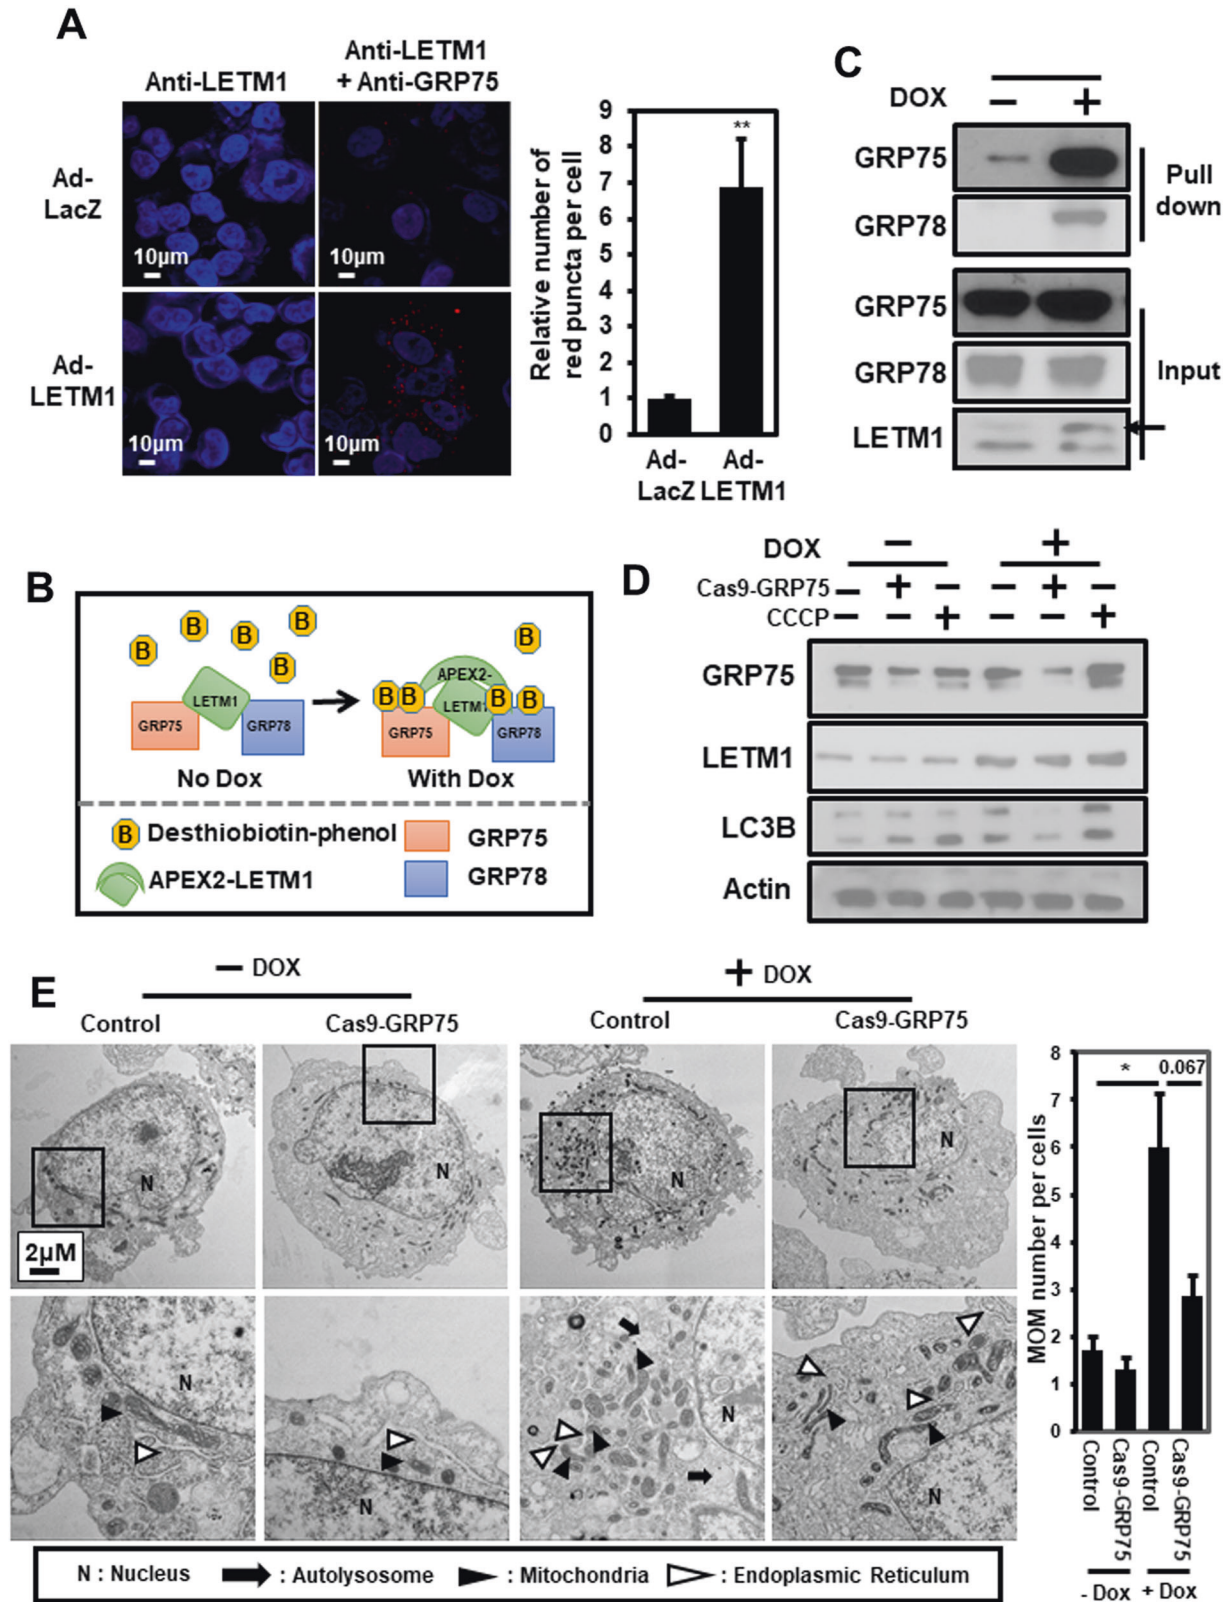 A
Anti-LETM1
Anti-LETM1
+ Anti-GRP75
Ad-
LacZ
10µm
10µm
Ad-
LETM1
10µm
10µm
Relative number of
red puncta per cell
9
8
7
6
5
4
3
2
1
0
**
Ad-
LacZ
Ad-
LETM1
C
DOX
− +
GRP75
GRP78
Pull
down
GRP75
GRP78
LETM1
Input
B
B B B B B
LETM1
GRP75
GRP78
No Dox
B
APEX2-
LETM1
B B B B
GRP75
GRP78
With Dox
B Desthiobiotin-phenol
GRP75
APEX2-LETM1
GRP78
D
DOX − +
Cas9-GRP75 − + − − + −
CCCP − − + − − +
GRP75
LETM1
LC3B
Actin
E
− DOX
+ DOX
Control
Cas9-GRP75
Control
Cas9-GRP75
N
2µM
N
N
N
N
N
N
N
MOM number per cells
8
7
6
5
4
3
2
1
0
*
0.067
Control
Cas9-GRP75
Control
Cas9-GRP75
- Dox
+ Dox
N : Nucleus : Autolysosome : Mitochondria : Endoplasmic Reticulum